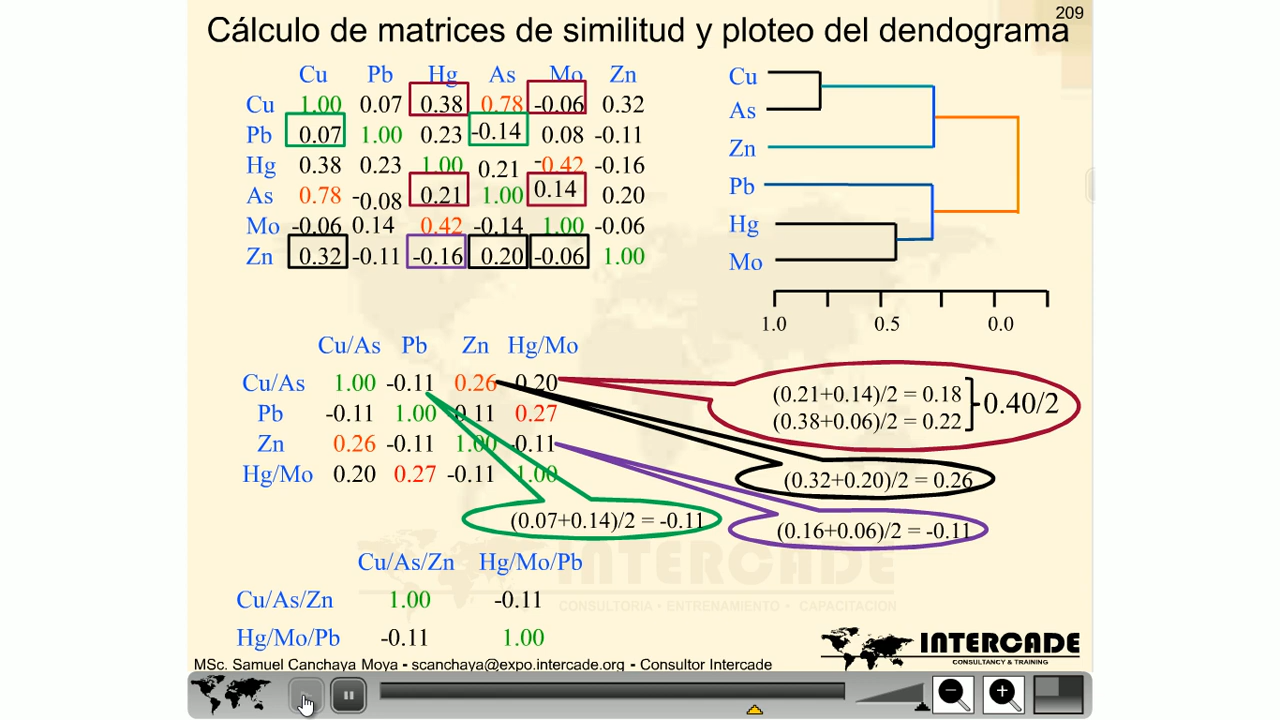 209
Cálculo de matrices de similitud y ploteo del dendograma
Cu Pb Hg As Mo Zn
Cu 1.00 0.07 0.38 0.78 -0.06 0.32
Pb 0.07 1.00 0.23 -0.14 0.08 -0.11
Hg 0.38 0.23 1.00 0.21 -0.42 -0.16
As 0.78 -0.08 0.21 1.00 0.14 0.20
Mo -0.06 0.14 0.42 -0.14 1.00 -0.06
Zn 0.32 -0.11 -0.16 0.20 -0.06 1.00
Cu
As
Zn
Pb
Hg
Mo
1.0 0.5 0.0
Cu/As Pb Zn Hg/Mo
Cu/As 1.00 -0.11 0.26 0.20
Pb -0.11 1.00 0.11 0.27
Zn 0.26 -0.11 1.00 -0.11
Hg/Mo 0.20 0.27 -0.11 1.00
(0.21+0.14)/2 = 0.18
(0.38+0.06)/2 = 0.22
0.40/2
(0.32+0.20)/2 = 0.26
(0.07+0.14)/2 = -0.11
(0.16+0.06)/2 = -0.11
Cu/As/Zn Hg/Mo/Pb
Cu/As/Zn 1.00 -0.11
Hg/Mo/Pb -0.11 1.00
INTERCADE
CONSULTORIA • ENTRENAMIENTO • CAPACITACION
INTERCADE
CONSULTANCY & TRAINING
MSc. Samuel Canchaya Moya - scanchaya@expo.intercade.org - Consultor Intercade